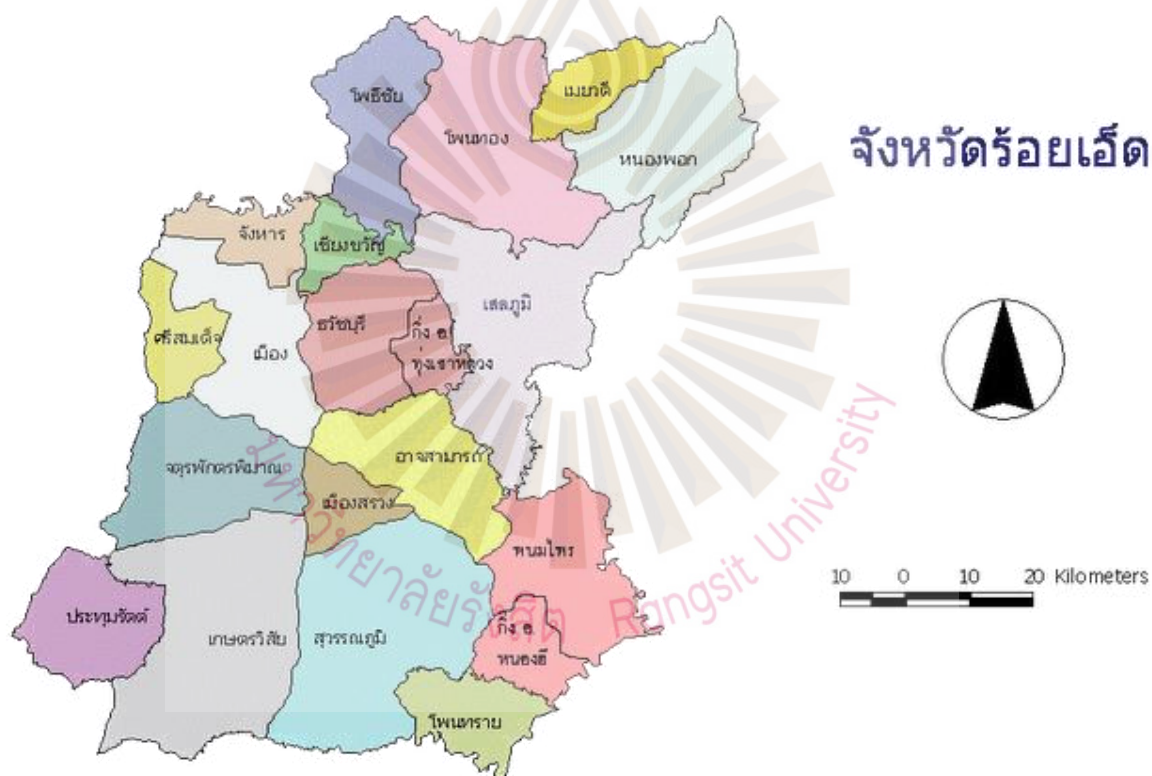 จังหวัดร้อยเอ็ด
โพธิ์ชัย
โพนทอง
เมยวดี
หนองพอก
จังหาร
เชียงขวัญ
เสลภูมิ
ธวัชบุรี
กิ่ง อ.
ทุ่งเขาหลวง
ศรีสมเด็จ
เมือง
จตุรพักตรพิมาน
อาจสามารถ
เมืองสรวง
พนมไพร
ประทุมรัตต์
เกษตรวิสัย
สุวรรณภูมิ
กิ่ง อ.
หนองฮี
โพนทราย
10 0 10 20 Kilometers
มหาวิทยาลัยรังสิต Rangsit University